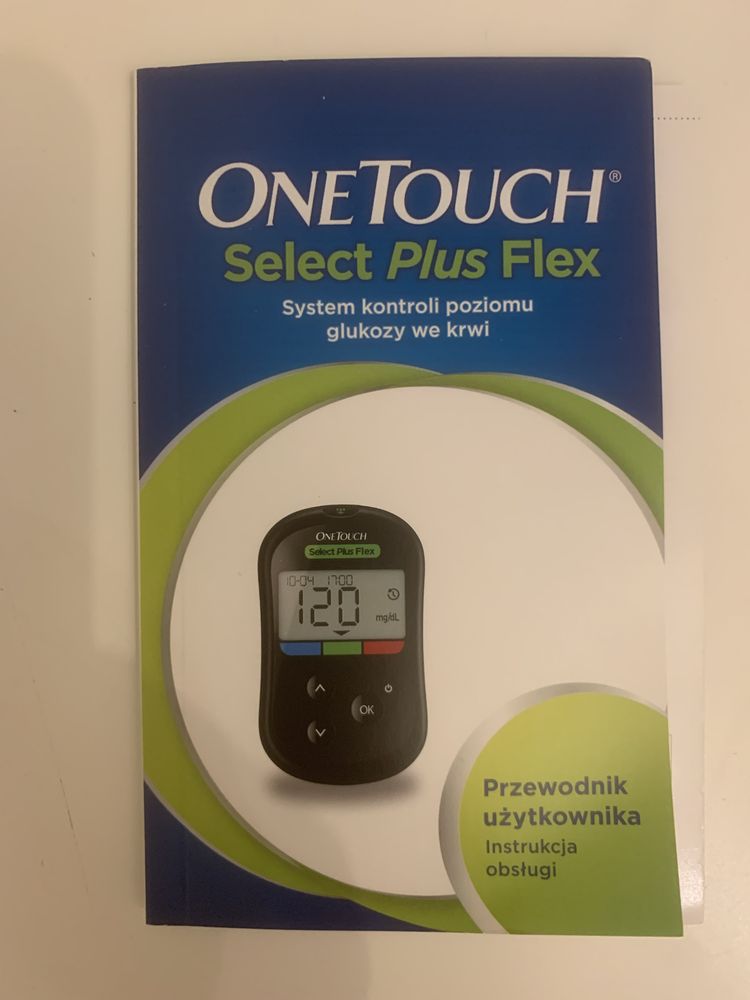 ONETOUCH®
Select Plus Flex
System kontroli poziomu
glukozy we krwi
ONETOUCH
Select Plus Flex
10-04 17:00
120
mg/dL
OK
Przewodnik
użytkownika
Instrukcja
obsługi